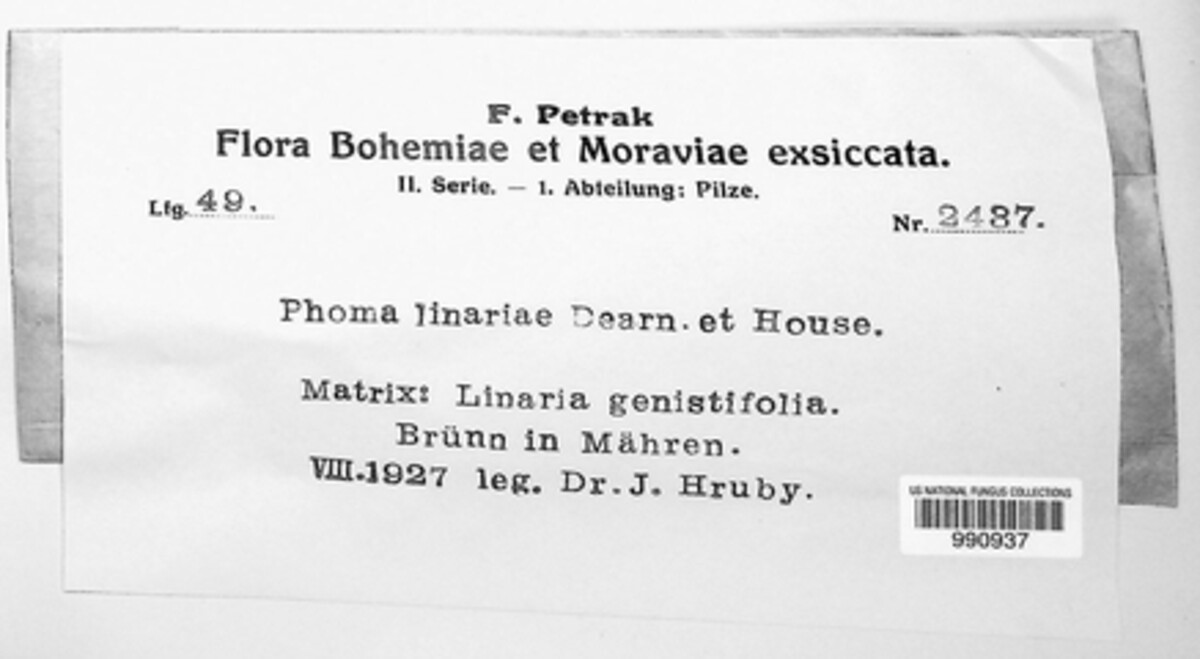 F. Petrak
Flora Bohemiae et Moraviae exsiccata.
II. Serie. — 1. Abteilung: Pilze.
Lfg. 49.
Nr. 2487.
Phoma linariae Dearn. et House.
Matrix: Linaria genistifolia.
Brünn in Mähren.
VIII.1927 leg. Dr. J. Hruby.
US NATIONAL FUNGUS COLLECTIONS
990937